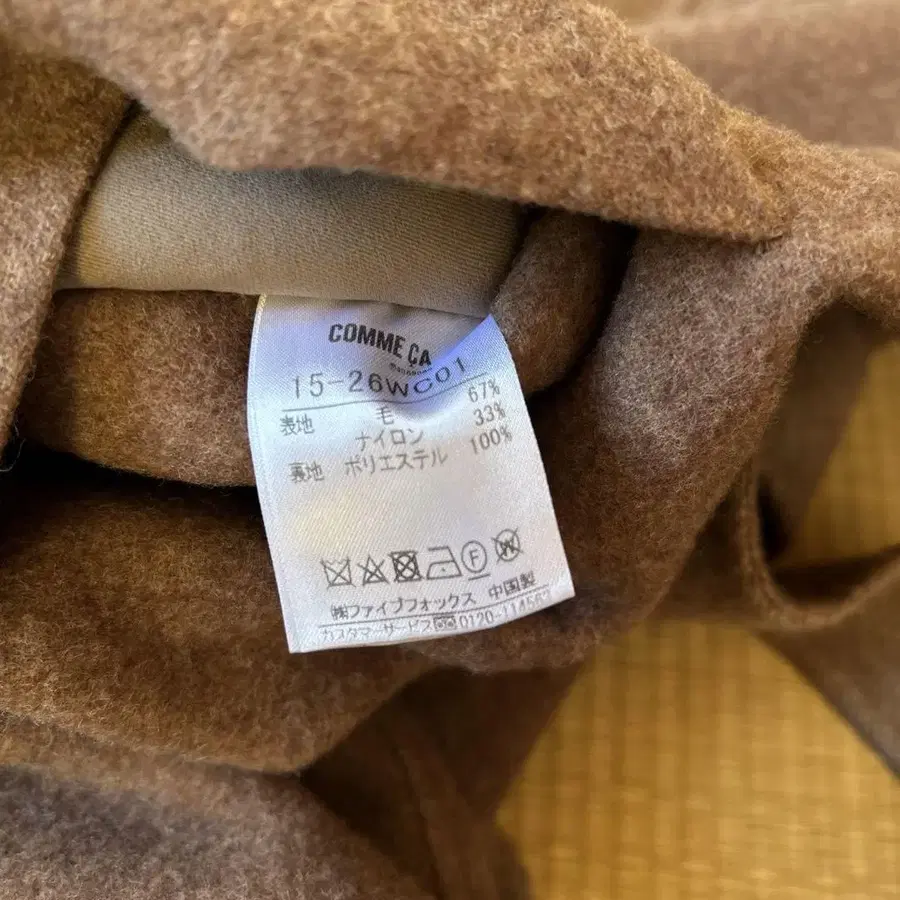 COMME CA
15-26WC01
表地 毛 67%
ナイロン 33%
裏地 ポリエステル 100%
F W
㈱ファイブフォックス 中国製
カスタマーサービス 0120-114563